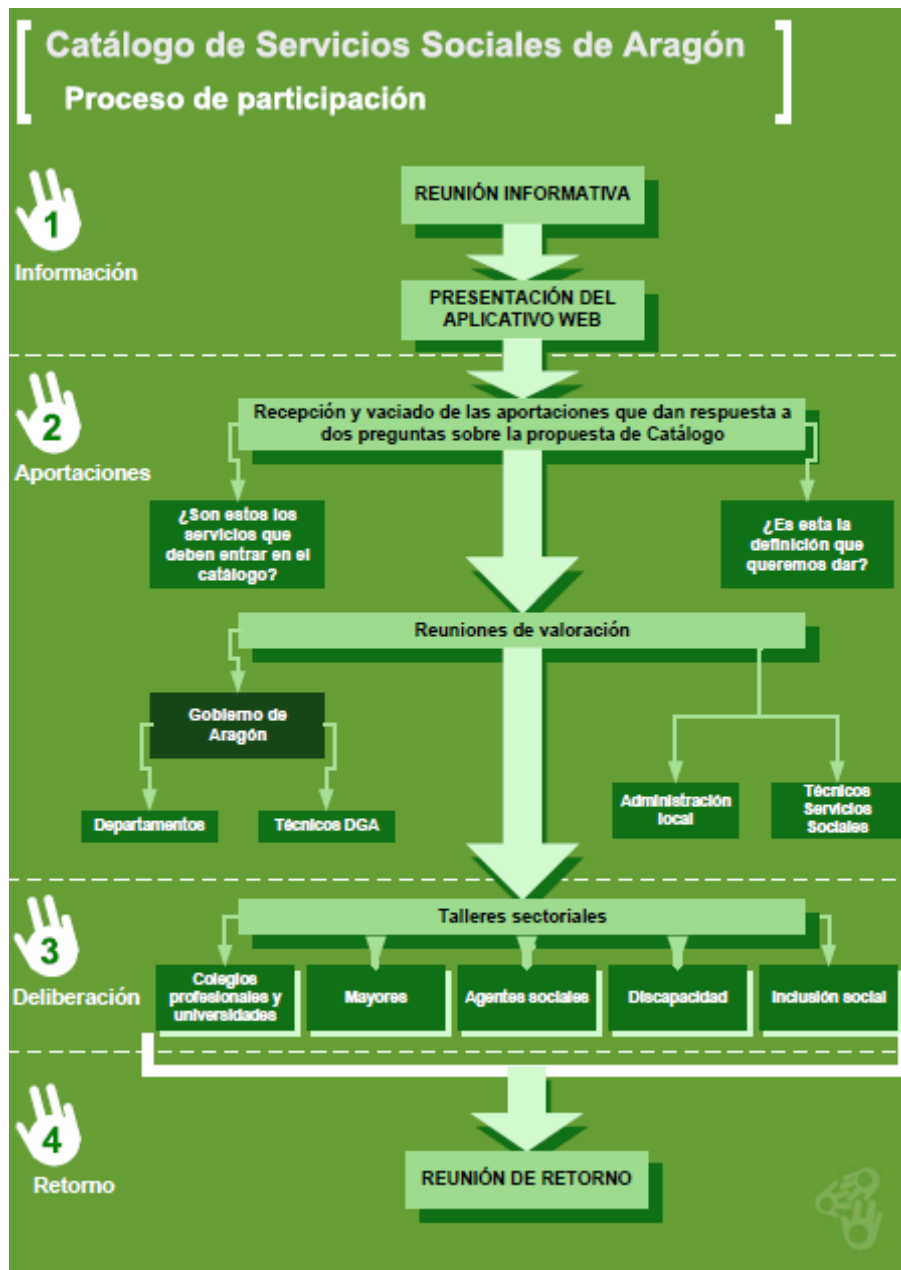 Catálogo de Servicios Sociales de Aragón
Proceso de participación
1
Información
REUNIÓN INFORMATIVA
PRESENTACIÓN DEL
APLICATIVO WEB
2
Aportaciones
Recepción y vaciado de las aportaciones que dan respuesta a
dos preguntas sobre la propuesta de Catálogo
¿Son estos los
servicios que
deben entrar en el
catálogo?
¿Es esta la
definición que
queremos dar?
Reuniones de valoración
Gobierno de
Aragón
Departamentos
Técnicos DGA
Administración
local
Técnicos
Servicios
Sociales
3
Deliberación
Talleres sectoriales
Colegios
profesionales y
universidades
Mayores
Agentes sociales
Discapacidad
Inclusión social
4
Retorno
REUNIÓN DE RETORNO